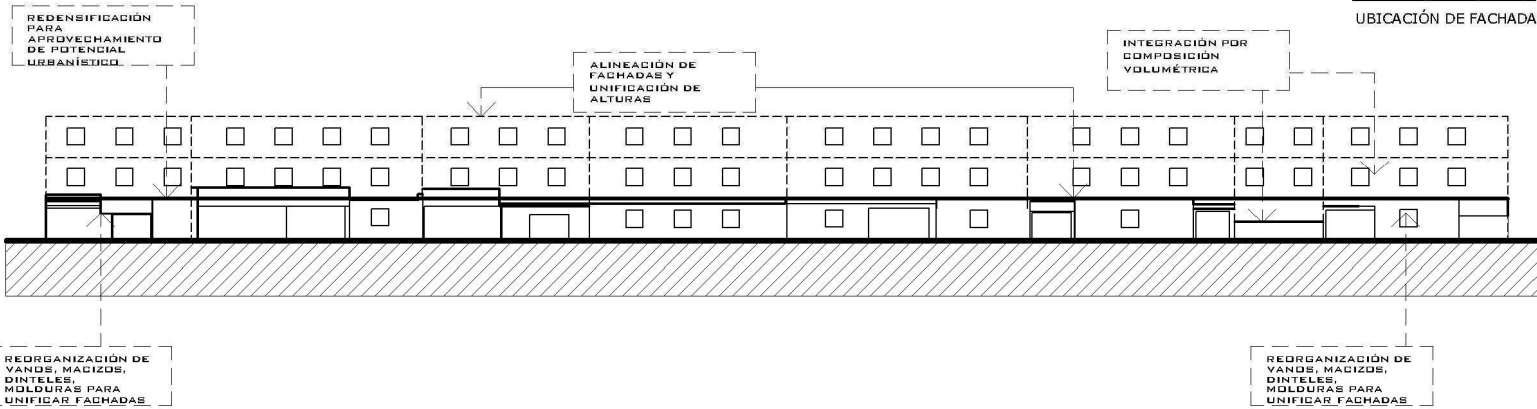 REDENSIFICACIÓN
PARA
APROVECHAMIENTO
DE POTENCIAL
URBANÍSTICO
ALINEACIÓN DE
FACHADAS Y
UNIFICACIÓN DE
ALTURAS
INTEGRACIÓN POR
COMPOSICIÓN
VOLUMÉTRICA
UBICACIÓN DE FACHADA
REORGANIZACIÓN DE
VANOS, MACIZOS,
DINTELES,
MOLDURAS PARA
UNIFICAR FACHADAS
REORGANIZACIÓN DE
VANOS, MACIZOS,
DINTELES,
MOLDURAS PARA
UNIFICAR FACHADAS